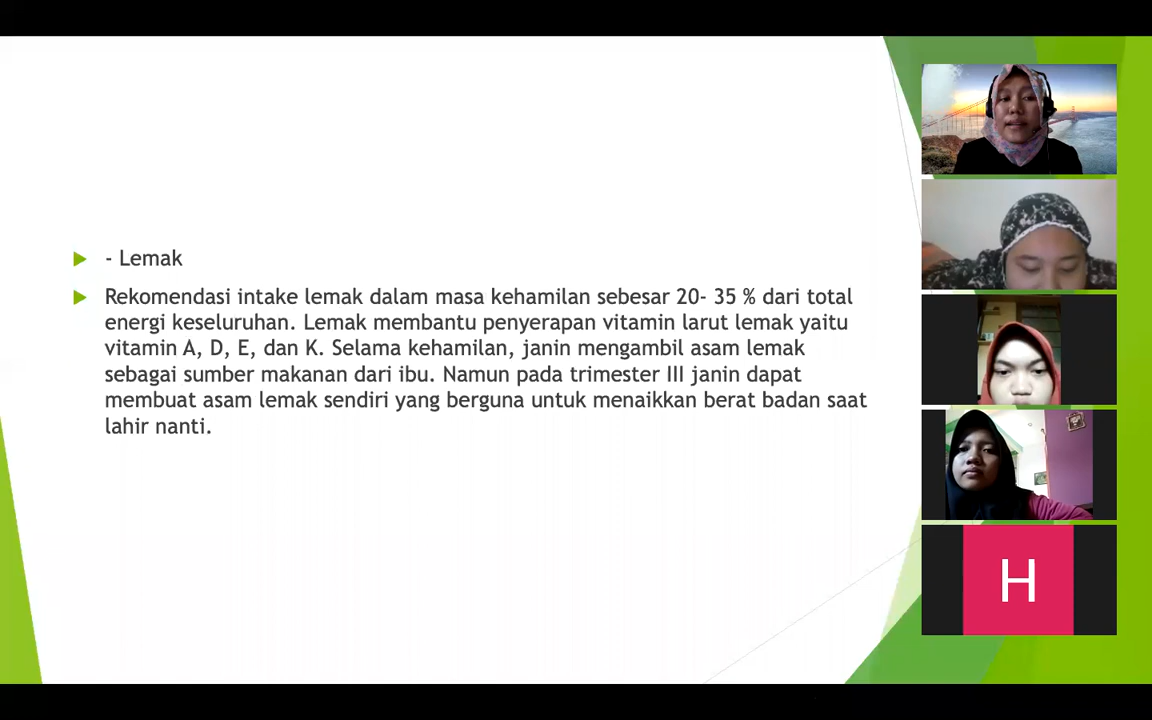 - Lemak
Rekomendasi intake lemak dalam masa kehamilan sebesar 20- 35 % dari total
energi keseluruhan. Lemak membantu penyerapan vitamin larut lemak yaitu
vitamin A, D, E, dan K. Selama kehamilan, janin mengambil asam lemak
sebagai sumber makanan dari ibu. Namun pada trimester III janin dapat
membuat asam lemak sendiri yang berguna untuk menaikkan berat badan saat
lahir nanti.
H